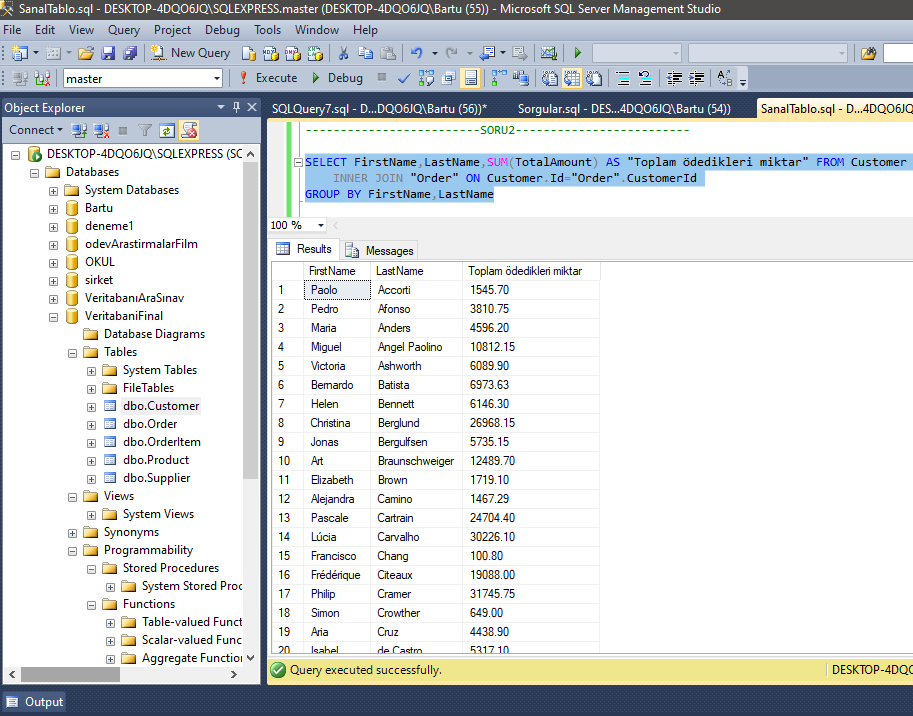 SanalTablo.sql - DESKTOP-4DQO6JQ\SQLEXPRESS.master (DESKTOP-4DQO6JQ\Bartu (55)) - Microsoft SQL Server Management Studio
File Edit View Query Project Debug Tools Window Help
New Query
master Execute Debug
Object Explorer
Connect
DESKTOP-4DQO6JQ\SQLEXPRESS (SC
Databases
System Databases
Bartu
deneme1
odevArastirmalarFilm
OKUL
sirket
VeritabanıAraSınav
VeritabaniFinal
Database Diagrams
Tables
System Tables
FileTables
dbo.Customer
dbo.Order
dbo.OrderItem
dbo.Product
dbo.Supplier
Views
System Views
Synonyms
Programmability
Stored Procedures
System Stored Proc
Functions
Table-valued Funct
Scalar-valued Func
Aggregate Function
SQLQuery7.sql - D...DQO6JQ\Bartu (56))* Sorgular.sql - DES...4DQO6JQ\Bartu (54)) SanalTablo.sql - D...4DQO6JQ
-------------------------SORU2-------------------------
SELECT FirstName,LastName,SUM(TotalAmount) AS "Toplam ödedikleri miktar" FROM Customer
INNER JOIN "Order" ON Customer.Id="Order".CustomerId
GROUP BY FirstName,LastName
100 %
Results Messages
FirstName LastName Toplam ödedikleri miktar
1 Paolo Accorti 1545.70
2 Pedro Afonso 3810.75
3 Maria Anders 4596.20
4 Miguel Angel Paolino 10812.15
5 Victoria Ashworth 6089.90
6 Bernardo Batista 6973.63
7 Helen Bennett 6146.30
8 Christina Berglund 26968.15
9 Jonas Bergulfsen 5735.15
10 Art Braunschweiger 12489.70
11 Elizabeth Brown 1719.10
12 Alejandra Camino 1467.29
13 Pascale Cartrain 24704.40
14 Lúcia Carvalho 30226.10
15 Francisco Chang 100.80
16 Frédérique Citeaux 19088.00
17 Philip Cramer 31745.75
18 Simon Crowther 649.00
19 Aria Cruz 4438.90
20 Isabel de Castro 5317.10
Query executed successfully. DESKTOP-4DQO
Output